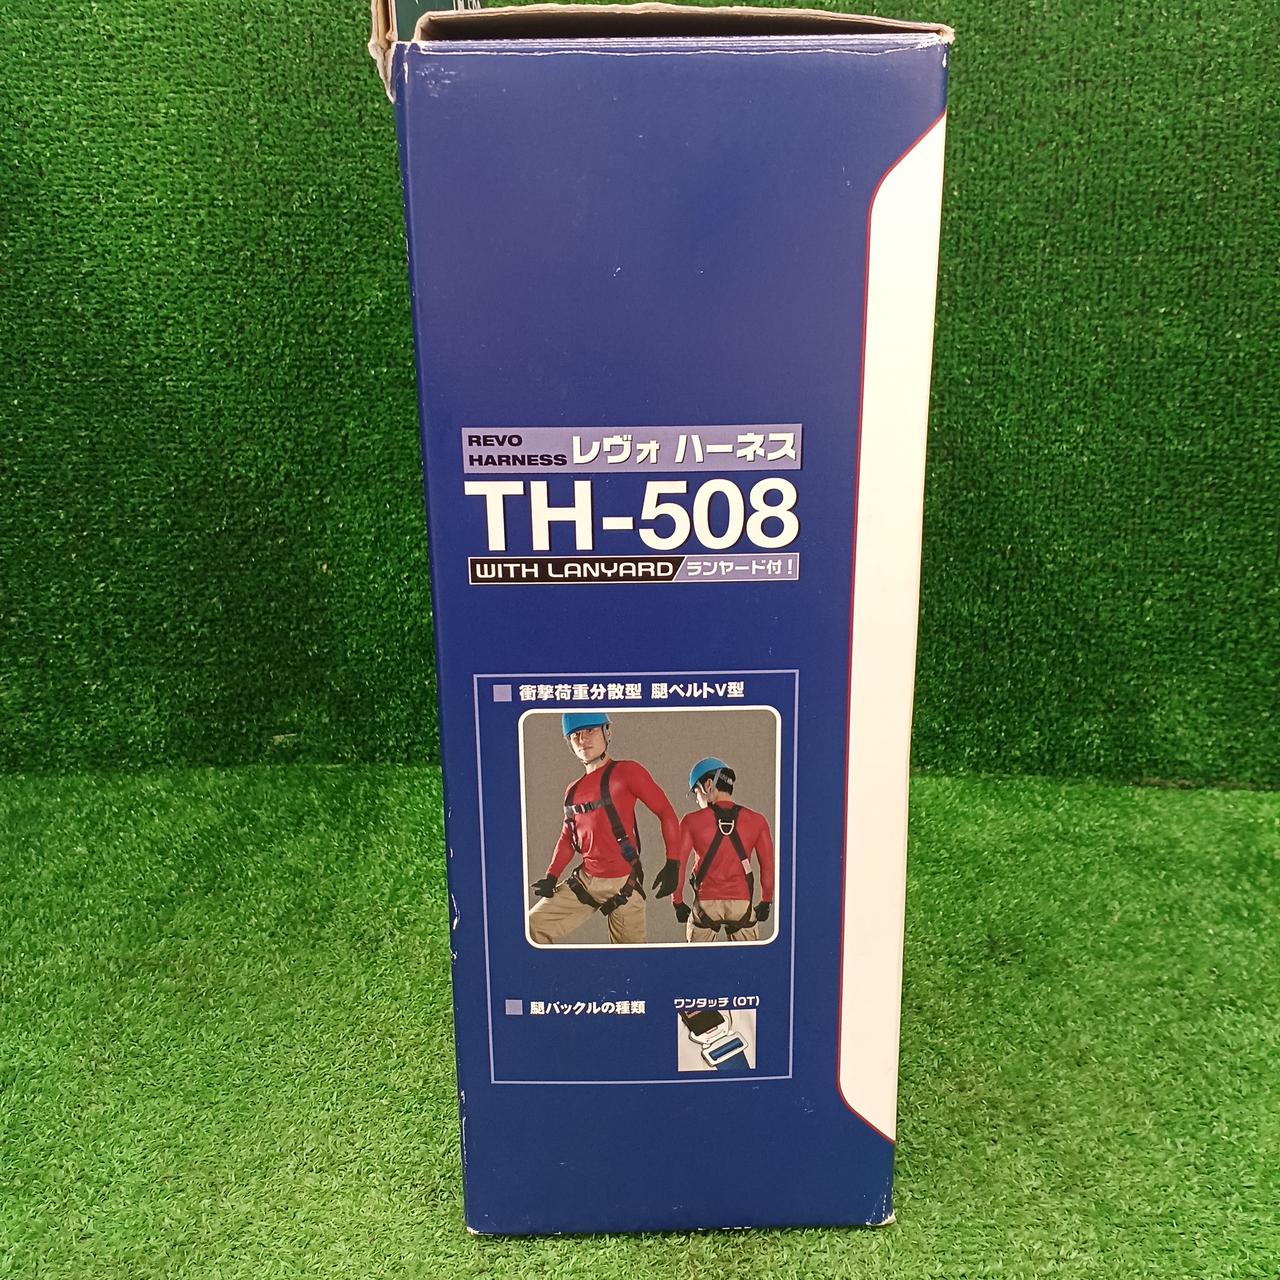 REVO
HARNESS レヴォ ハーネス
TH-508
WITH LANYARD ランヤード付!
衝撃荷重分散型 腿ベルトV型
腿バックルの種類
ワンタッチ(OT)